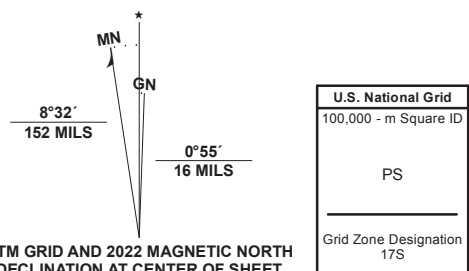 ★
MN
GN
8°32´
152 MILS
0°55´
16 MILS
TM GRID AND 2022 MAGNETIC NORTH
DECLINATION AT CENTER OF SHEET
U.S. National Grid
100,000 - m Square ID
PS
Grid Zone Designation
17S